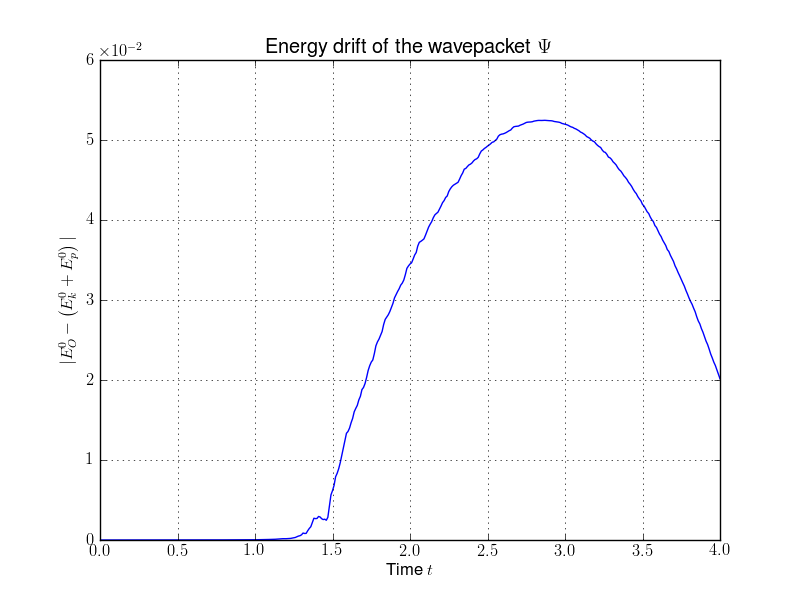 Energy drift of the wavepacket Ψ
×10⁻²
6
5
4
3
2
1
0
|E_O^0 − (E_k^0 + E_p^0)|
0.0 0.5 1.0 1.5 2.0 2.5 3.0 3.5 4.0
Time t